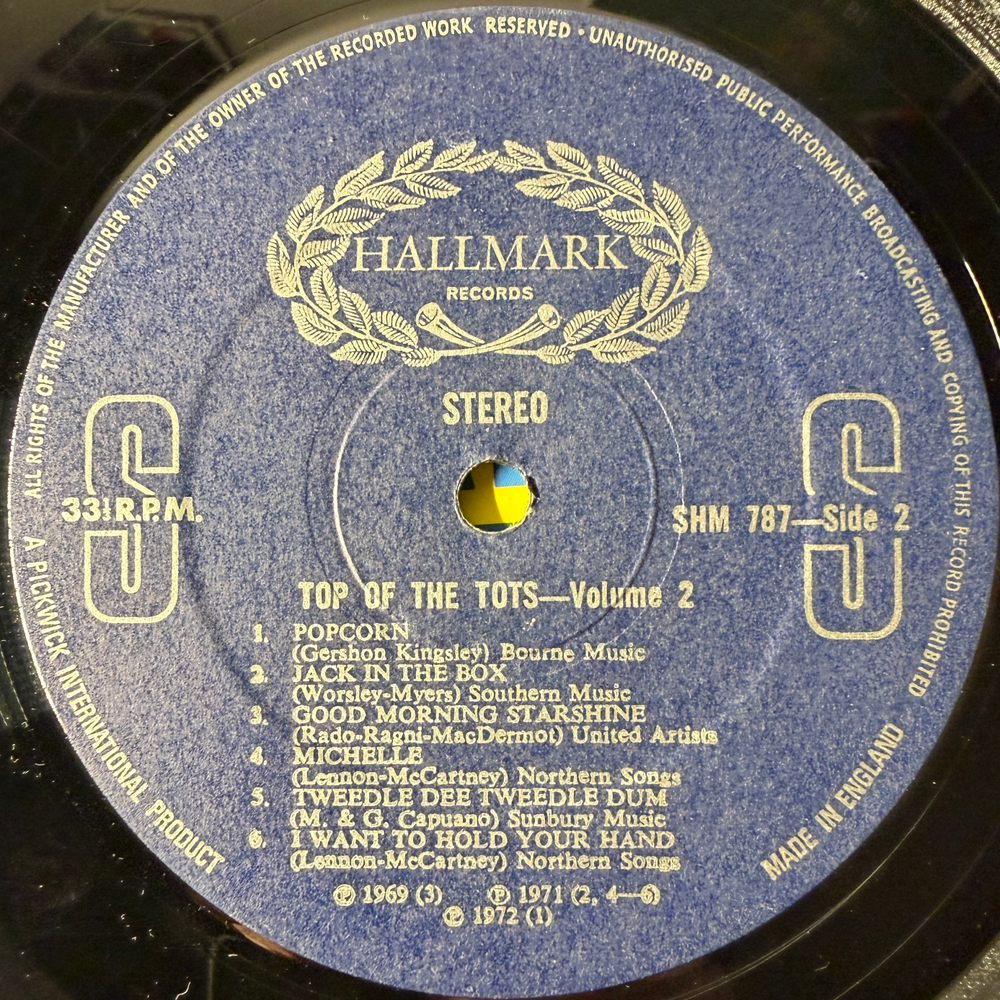 ALL RIGHTS OF THE MANUFACTURER AND OF THE OWNER OF THE RECORDED WORK RESERVED • UNAUTHORISED PUBLIC PERFORMANCE BROADCASTING AND COPYING OF THIS RECORD PROHIBITED
HALLMARK
RECORDS
STEREO
S
S
33⅓ R.P.M.
SHM 787—Side 2
TOP OF THE TOTS—Volume 2
1. POPCORN
(Gershon Kingsley) Bourne Music
2. JACK IN THE BOX
(Worsley-Myers) Southern Music
3. GOOD MORNING STARSHINE
(Rado-Ragni-MacDermot) United Artists
4. MICHELLE
(Lennon-McCartney) Northern Songs
5. TWEEDLE DEE TWEEDLE DUM
(M. & G. Capuano) Sunbury Music
6. I WANT TO HOLD YOUR HAND
(Lennon-McCartney) Northern Songs
℗ 1969 (3) ℗ 1971 (2, 4—6)
℗ 1972 (1)
A PICKWICK INTERNATIONAL PRODUCT
MADE IN ENGLAND